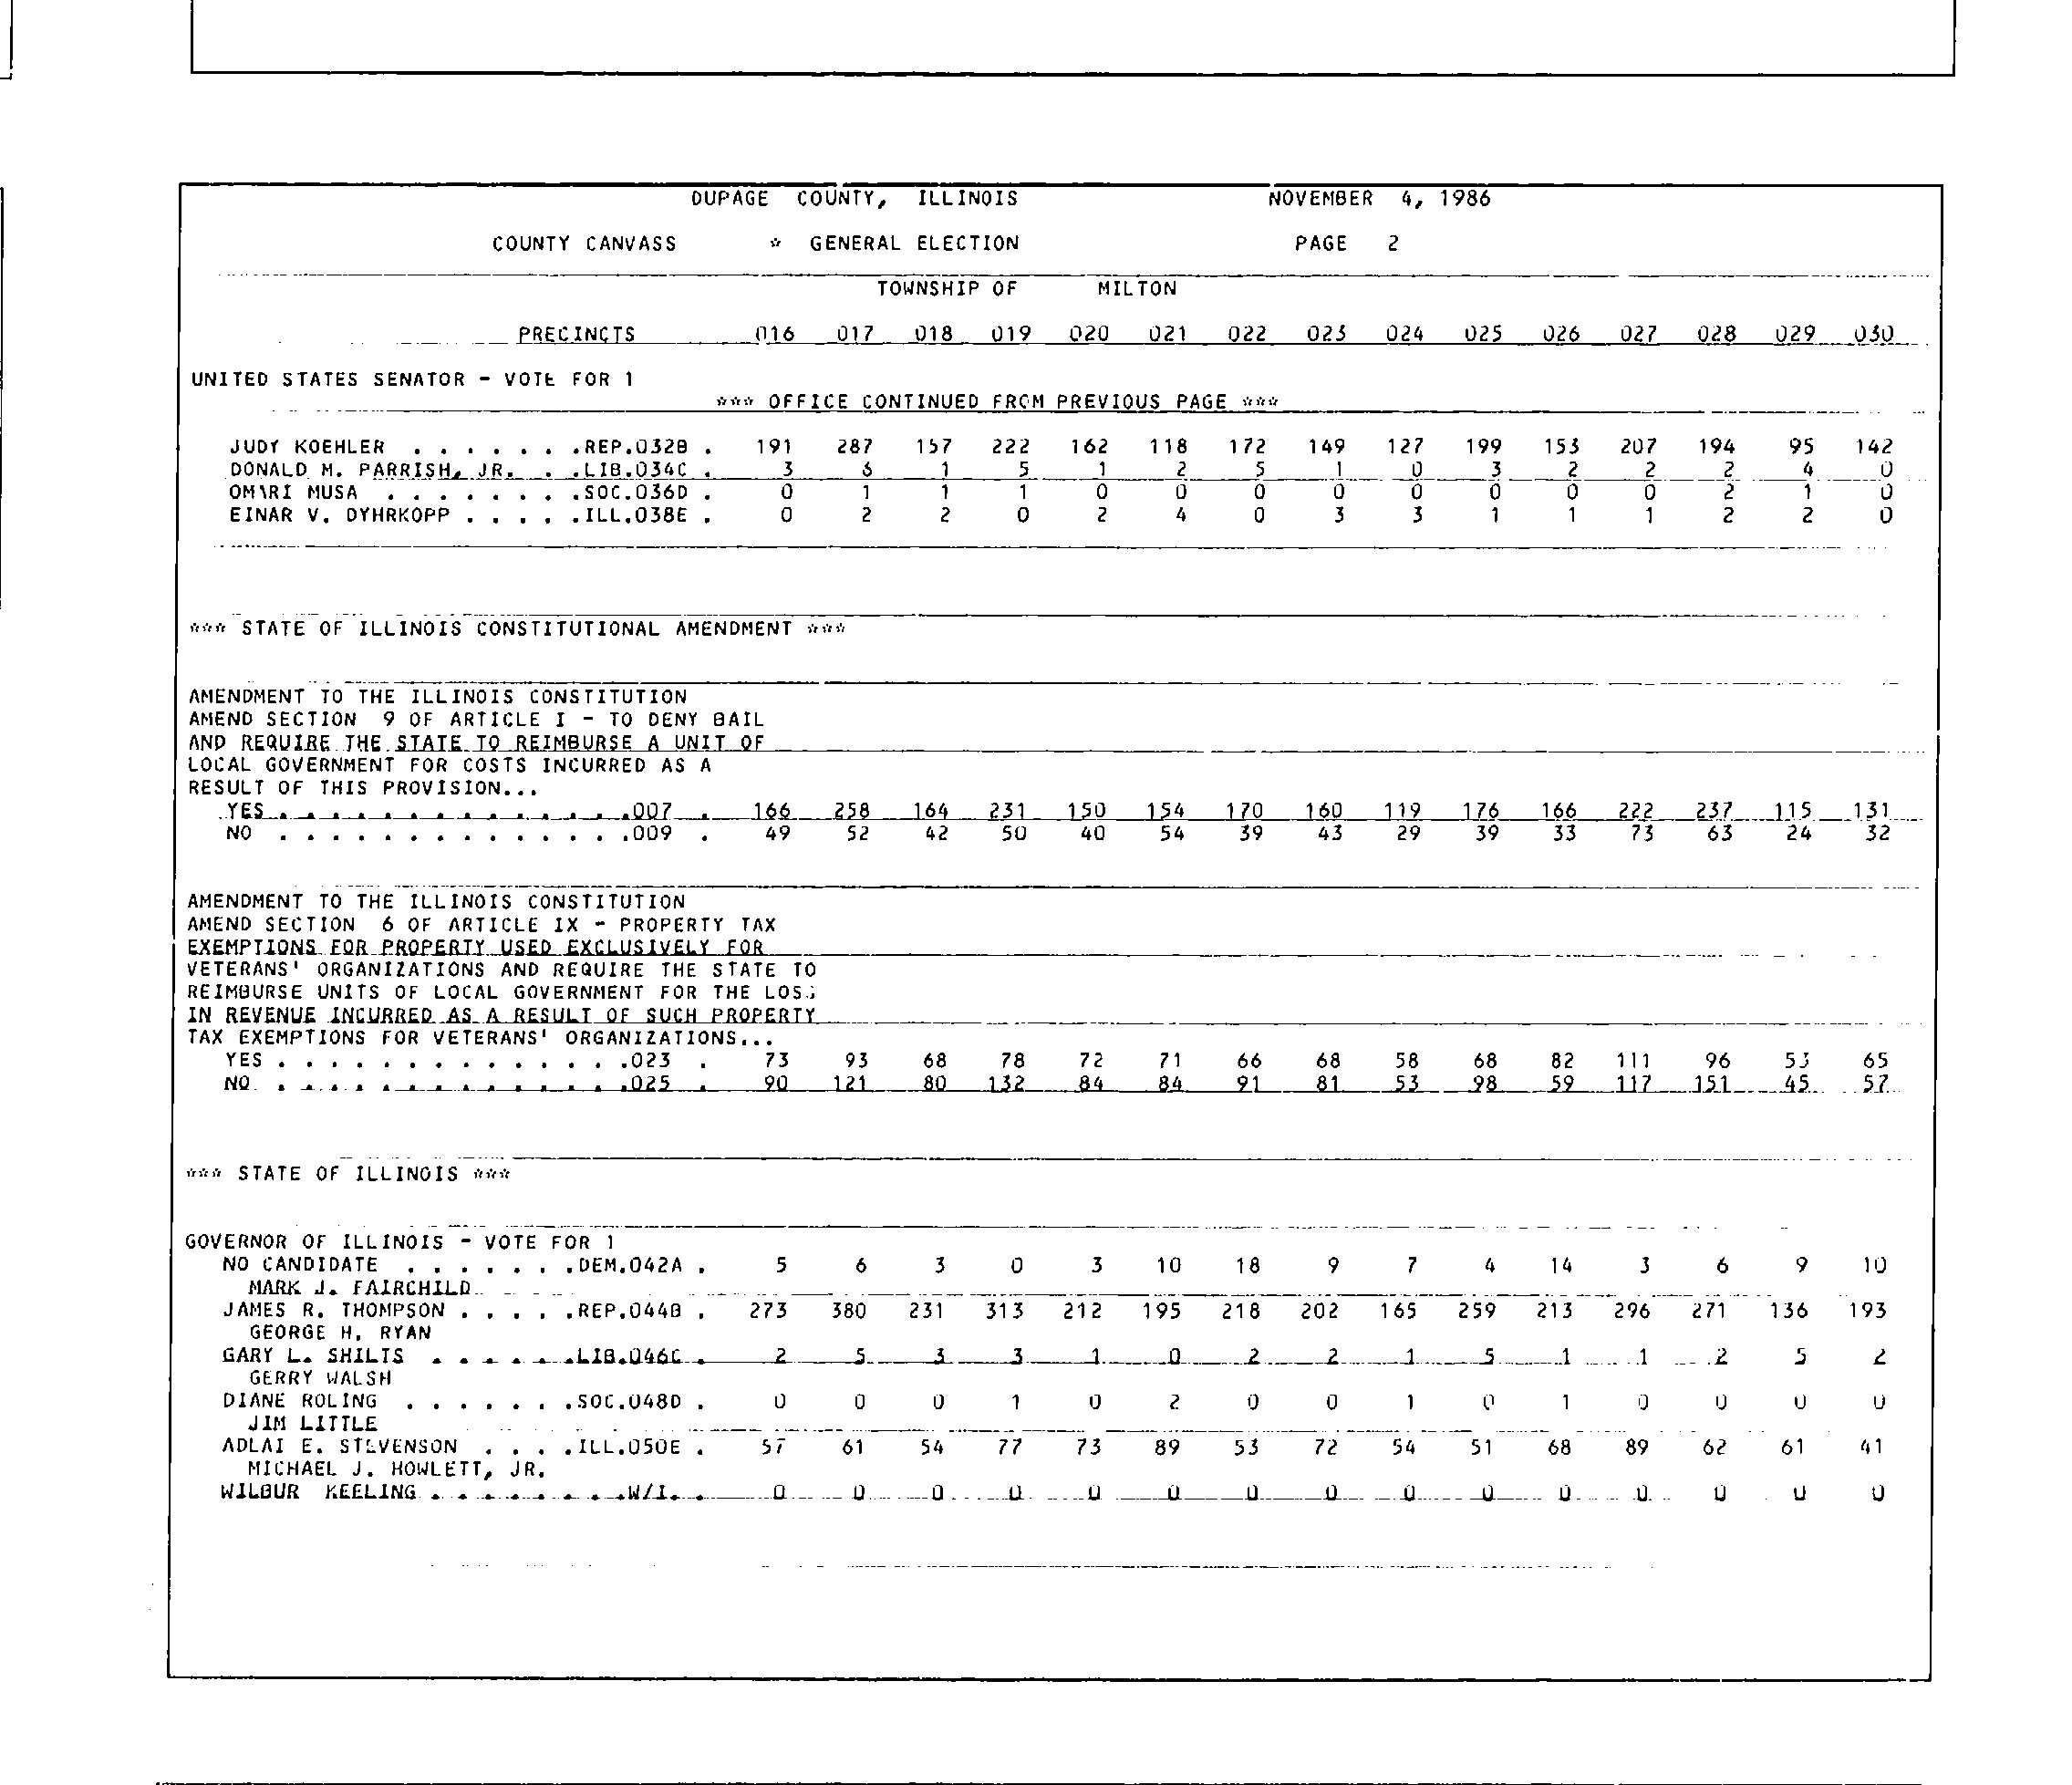 DUPAGE COUNTY, ILLINOIS NOVEMBER 4, 1986
COUNTY CANVASS * GENERAL ELECTION PAGE 2
TOWNSHIP OF MILTON
PRECINCTS 016 017 018 019 020 021 022 023 024 025 026 027 028 029 030
UNITED STATES SENATOR - VOTE FOR 1
*** OFFICE CONTINUED FROM PREVIOUS PAGE ***
JUDY KOEHLER . . . . . . .REP.032B . 191 287 157 222 162 118 172 149 127 199 153 207 194 95 142
DONALD M. PARRISH, JR. . .LIB.034C . 3 6 1 5 1 2 5 1 0 3 2 2 2 4 0
OMARI MUSA . . . . . . . .SOC.036D . 0 1 1 1 0 0 0 0 0 0 0 0 2 1 0
EINAR V. DYHRKOPP . . . . .ILL.038E . 0 2 2 0 2 4 0 3 3 1 1 1 2 2 0
*** STATE OF ILLINOIS CONSTITUTIONAL AMENDMENT ***
AMENDMENT TO THE ILLINOIS CONSTITUTION
AMEND SECTION 9 OF ARTICLE I - TO DENY BAIL
AND REQUIRE THE STATE TO REIMBURSE A UNIT OF
LOCAL GOVERNMENT FOR COSTS INCURRED AS A
RESULT OF THIS PROVISION...
YES . . . . . . . . . . . . . .007 . 166 258 164 231 150 154 170 160 119 176 166 222 237 115 131
NO . . . . . . . . . . . . . .009 . 49 52 42 50 40 54 39 43 29 39 33 73 63 24 32
AMENDMENT TO THE ILLINOIS CONSTITUTION
AMEND SECTION 6 OF ARTICLE IX - PROPERTY TAX
EXEMPTIONS FOR PROPERTY USED EXCLUSIVELY FOR
VETERANS' ORGANIZATIONS AND REQUIRE THE STATE TO
REIMBURSE UNITS OF LOCAL GOVERNMENT FOR THE LOSS
IN REVENUE INCURRED AS A RESULT OF SUCH PROPERTY
TAX EXEMPTIONS FOR VETERANS' ORGANIZATIONS...
YES . . . . . . . . . . . . . .023 . 73 93 68 78 72 71 66 68 58 68 82 111 96 53 65
NO . . . . . . . . . . . . . .025 . 90 121 80 132 84 84 91 81 53 98 59 117 151 45 57
*** STATE OF ILLINOIS ***
GOVERNOR OF ILLINOIS - VOTE FOR 1
NO CANDIDATE . . . . . . .DEM.042A . 5 6 3 0 3 10 18 9 7 4 14 3 6 9 10
MARK J. FAIRCHILD
JAMES R. THOMPSON . . . . .REP.044B . 273 380 231 313 212 195 218 202 165 259 213 296 271 136 193
GEORGE H. RYAN
GARY L. SHILTS . . . . . .LIB.046C . 2 5 3 3 1 0 2 2 1 5 1 1 2 5 2
GERRY WALSH
DIANE ROLING . . . . . . .SOC.048D . 0 0 0 1 0 2 0 0 1 0 1 0 0 0 0
JIM LITTLE
ADLAI E. STEVENSON . . . .ILL.050E . 57 61 54 77 73 89 53 72 54 51 68 89 62 61 41
MICHAEL J. HOWLETT, JR.
WILBUR KEELING . . . . . . . .W/I. . 0 0 0 0 0 0 0 0 0 0 0 0 0 0 0